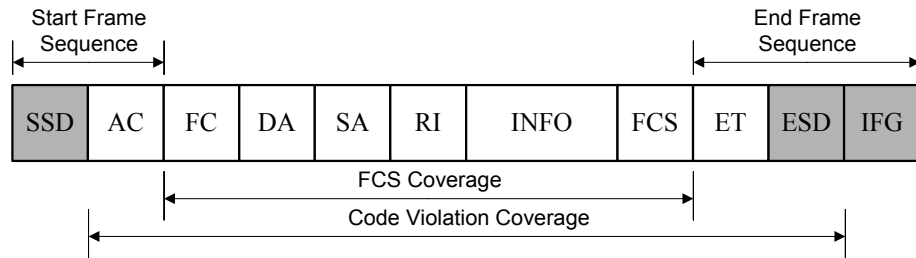 Start Frame
Sequence
End Frame
Sequence
SSD AC FC DA SA RI INFO FCS ET ESD IFG
FCS Coverage
Code Violation Coverage